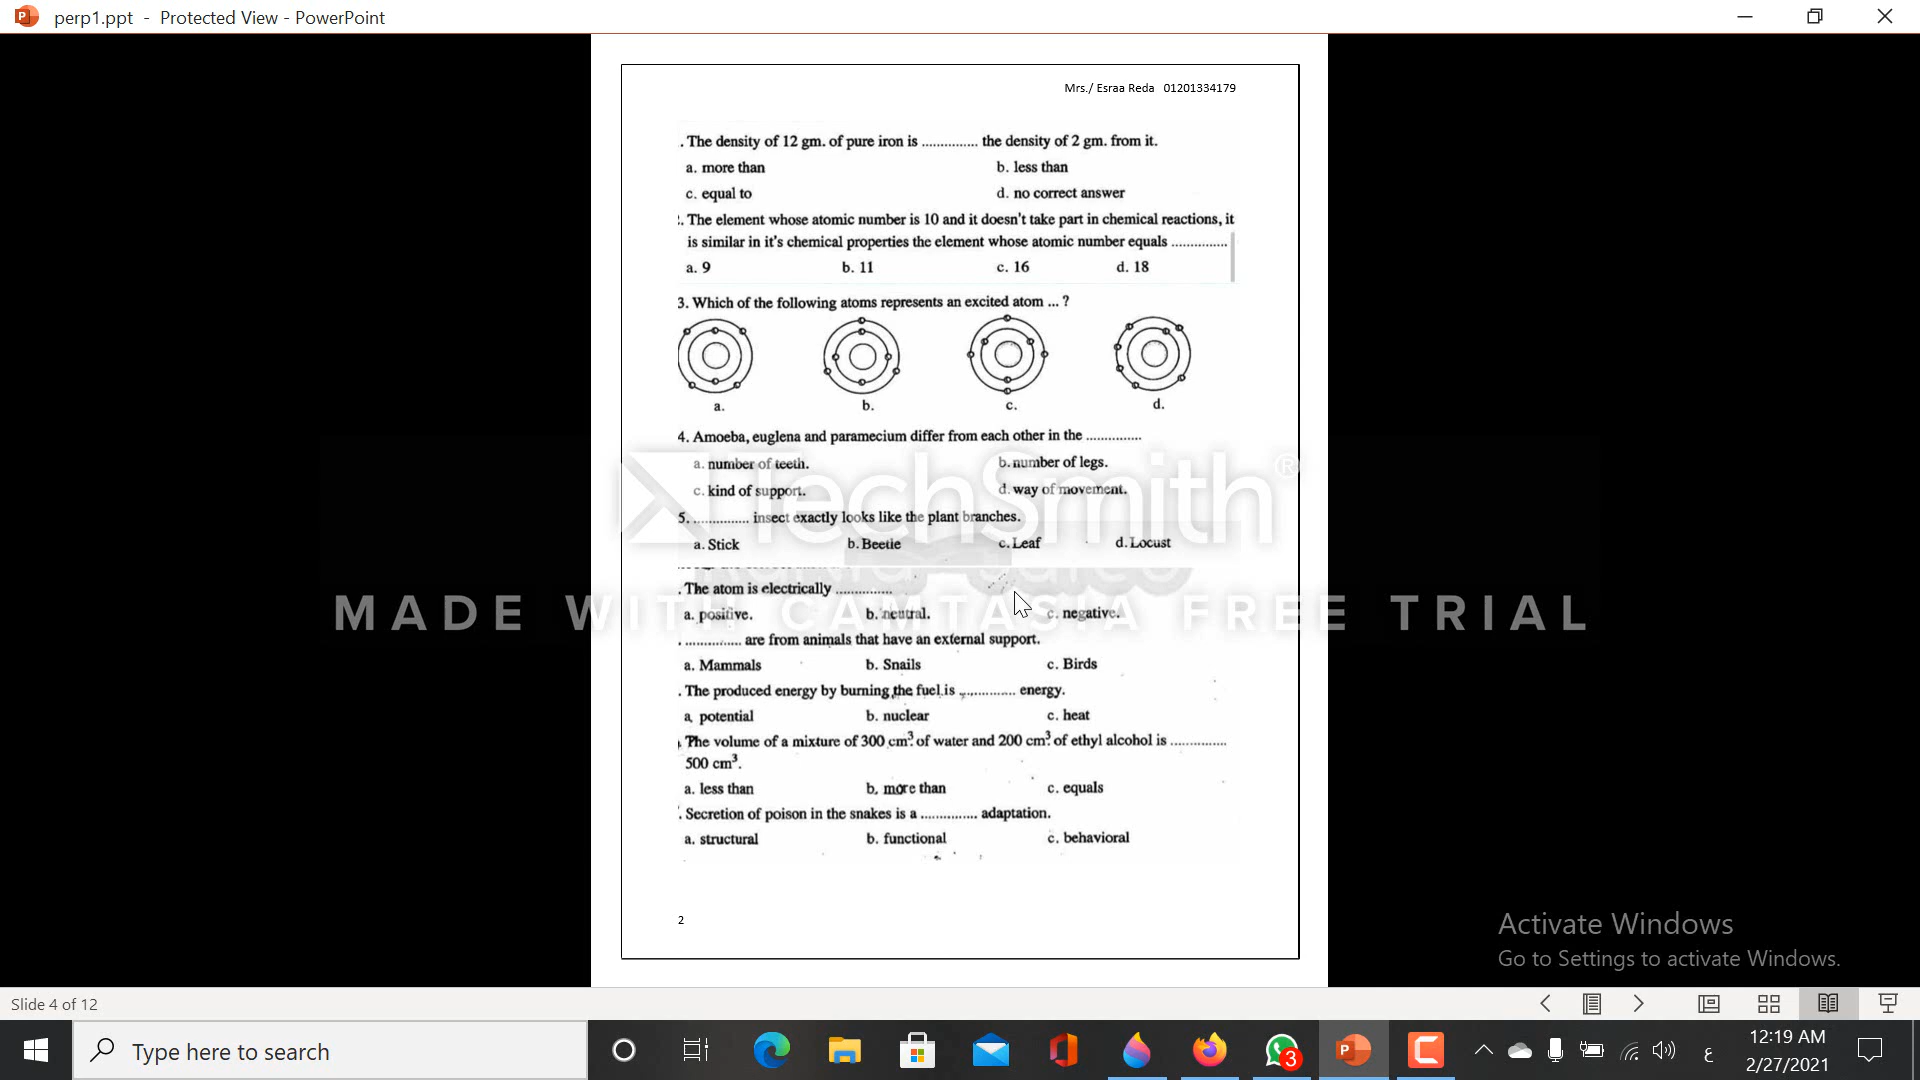 perp1.ppt - Protected View - PowerPoint
Mrs./ Esraa Reda 01201334179
. The density of 12 gm. of pure iron is ............... the density of 2 gm. from it.
a. more than b. less than
c. equal to d. no correct answer
. The element whose atomic number is 10 and it doesn't take part in chemical reactions, it
is similar in it's chemical properties the element whose atomic number equals ...............
a. 9 b. 11 c. 16 d. 18
3. Which of the following atoms represents an excited atom ... ?
a. b. c. d.
4. Amoeba, euglena and paramecium differ from each other in the ...............
a. number of teeth. b. number of legs.
c. kind of support. d. way of movement.
TechSmith®
5. ............... insect exactly looks like the plant branches.
a. Stick b. Beetle c. Leaf d. Locust
. The atom is electrically ...............
MADE WITH CAMTASIA FREE TRIAL
a. positive. b. neutral. c. negative.
. ............... are from animals that have an external support.
a. Mammals b. Snails c. Birds
. The produced energy by burning the fuel is ............... energy.
a. potential b. nuclear c. heat
. The volume of a mixture of 300 cm³ of water and 200 cm³ of ethyl alcohol is ...............
500 cm³.
a. less than b. more than c. equals
. Secretion of poison in the snakes is a ............... adaptation.
a. structural b. functional c. behavioral
2
Activate Windows
Go to Settings to activate Windows.
Slide 4 of 12
Type here to search
3
ع
12:19 AM
2/27/2021